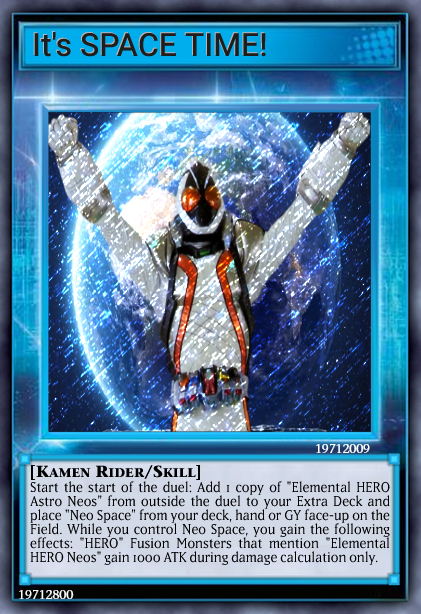 It's SPACE TIME!
19712009
[KAMEN RIDER/SKILL]
Start the start of the duel: Add 1 copy of "Elemental HERO
Astro Neos" from outside the duel to your Extra Deck and
place "Neo Space" from your deck, hand or GY face-up on the
Field. While you control Neo Space, you gain the following
effects: "HERO" Fusion Monsters that mention "Elemental
HERO Neos" gain 1000 ATK during damage calculation only.
19712800